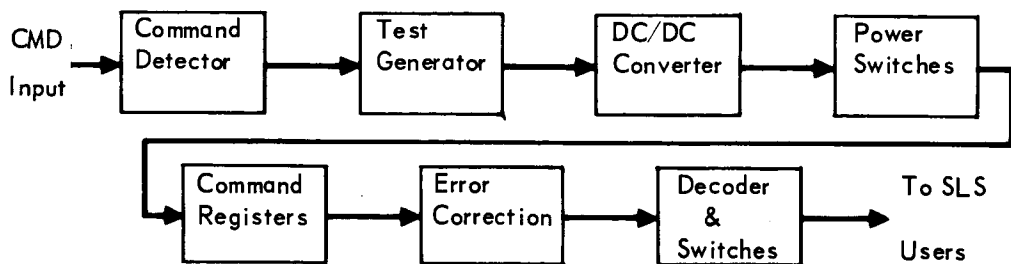 CMD
Input
Command
Detector
Test
Generator
DC/DC
Converter
Power
Switches
Command
Registers
Error
Correction
Decoder
&
Switches
To SLS
Users